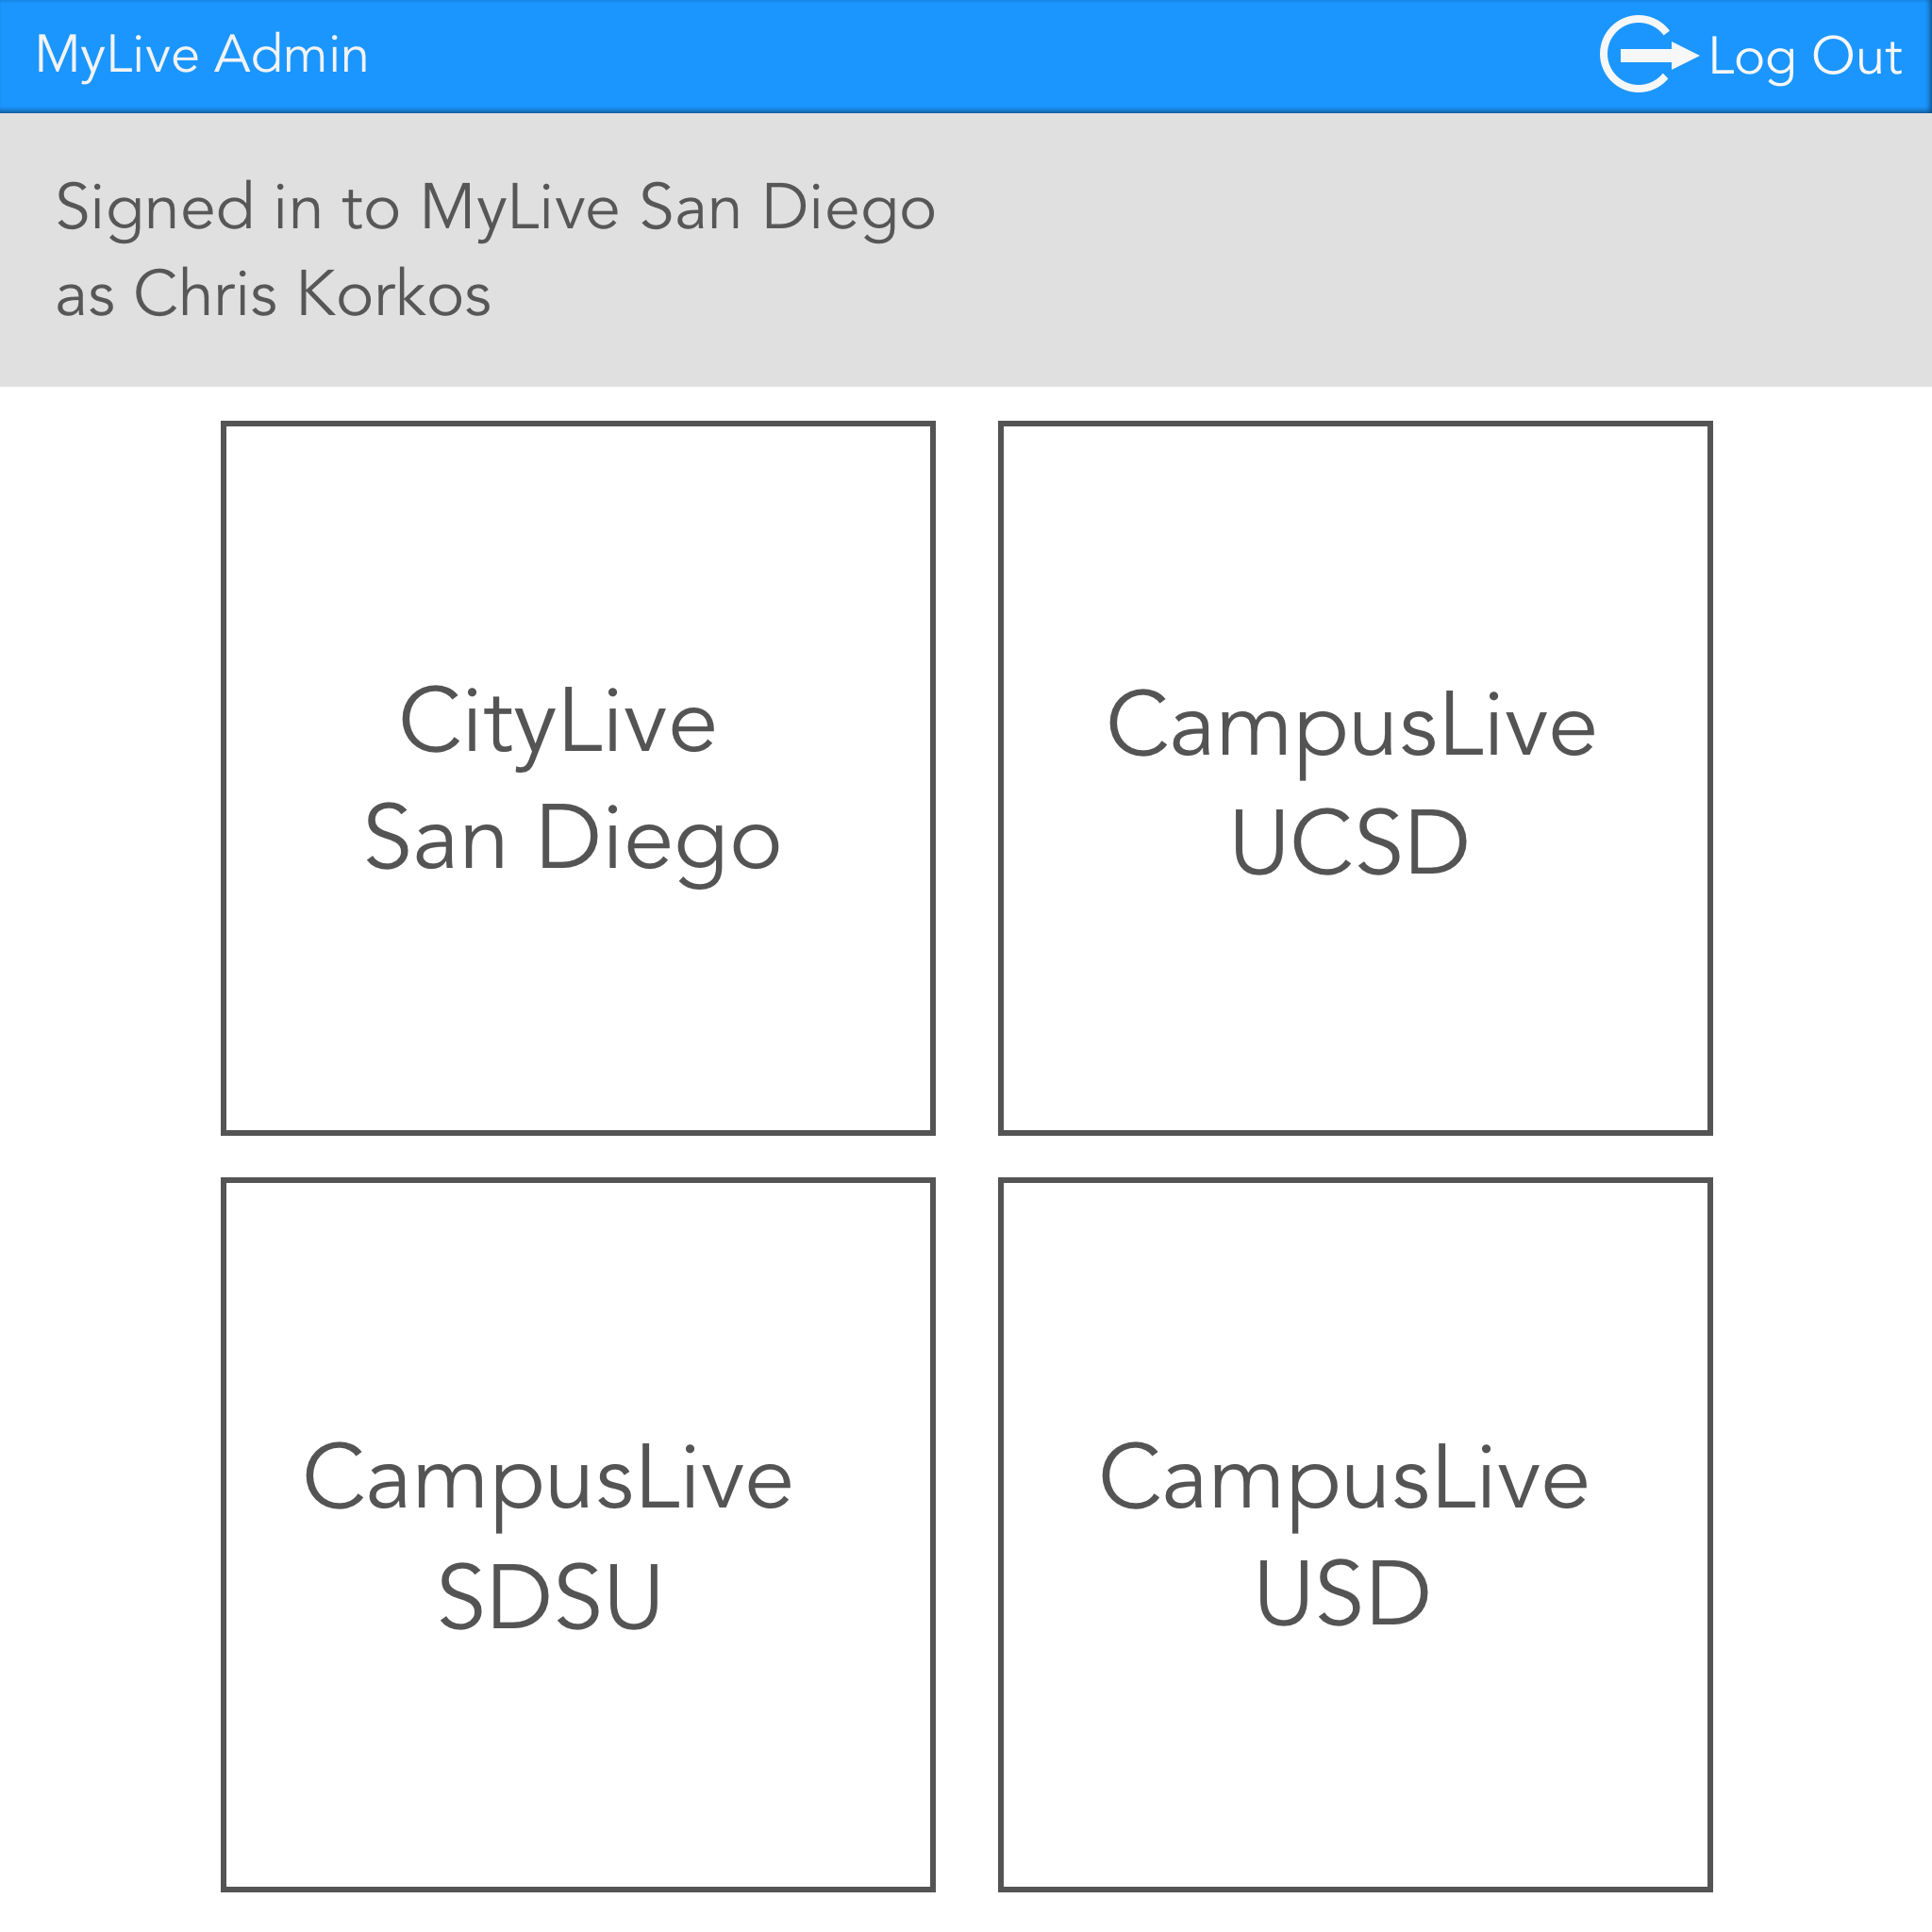 MyLive Admin
Log Out
Signed in to MyLive San Diego
as Chris Korkos
CityLive
San Diego
CampusLive
UCSD
CampusLive
SDSU
CampusLive
USD